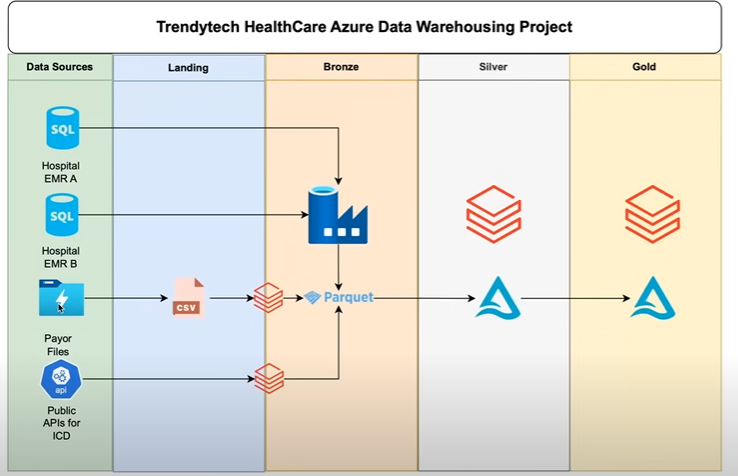 Trendytech HealthCare Azure Data Warehousing Project
Data Sources
Landing
Bronze
Silver
Gold
SQL
Hospital
EMR A
SQL
Hospital
EMR B
Payor
Files
CSV
Parquet
api
Public
APIs for
ICD